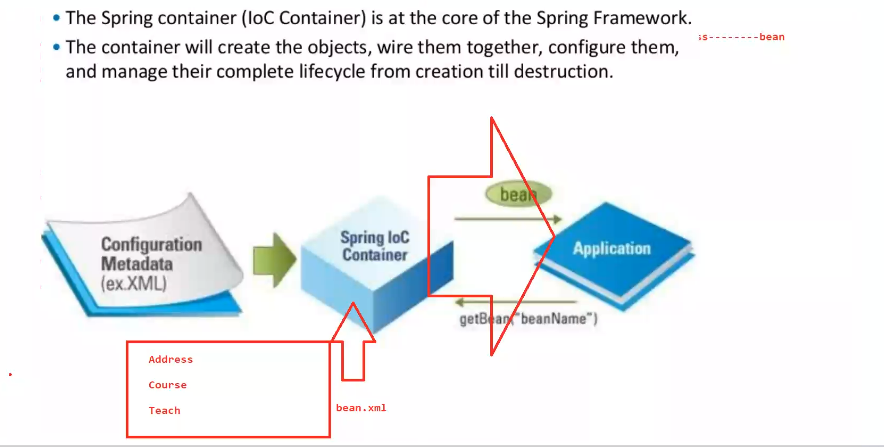 • The Spring container (IoC Container) is at the core of the Spring Framework.
• The container will create the objects, wire them together, configure them,
and manage their complete lifecycle from creation till destruction.
--------bean
bean
Configuration
Metadata
(ex.XML)
Spring IoC
Container
Application
getBean("beanName")
Address
Course
Teach
bean.xml